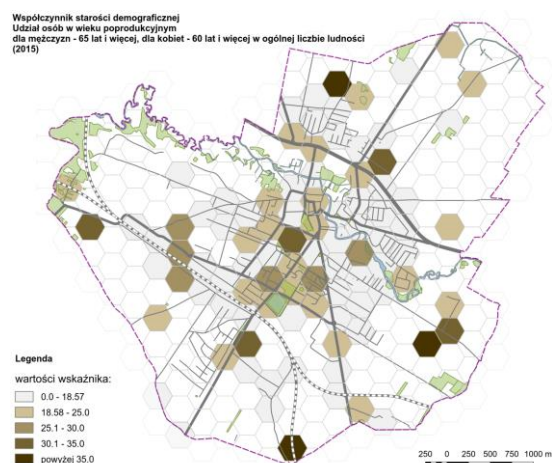 Współczynnik starości demograficznej
Udział osób w wieku poprodukcyjnym
dla mężczyzn - 65 lat i więcej, dla kobiet - 60 lat i więcej w ogólnej liczbie ludności
(2015)
Legenda
wartości wskaźnika:
0.0 - 18.57
18.58 - 25.0
25.1 - 30.0
30.1 - 35.0
powyżej 35.0
250 0 250 500 750 1000 m